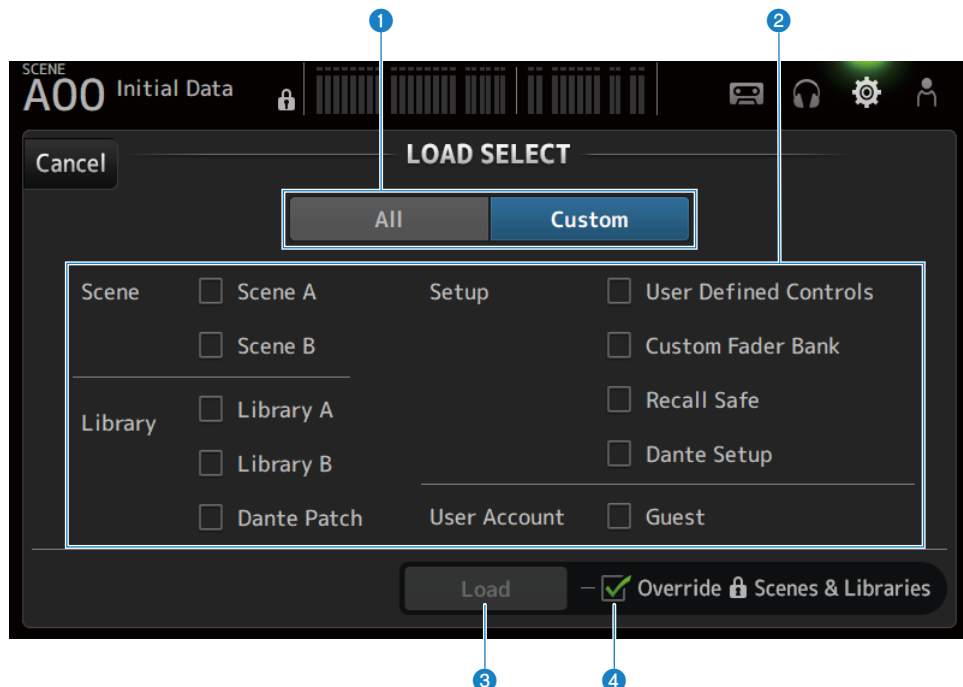 1 2
SCENE
A00 Initial Data
Cancel LOAD SELECT
All Custom
Scene Scene A Setup User Defined Controls
Scene B Custom Fader Bank
Library Library A Recall Safe
Library B Dante Setup
Dante Patch User Account Guest
Load Override Scenes & Libraries
3 4